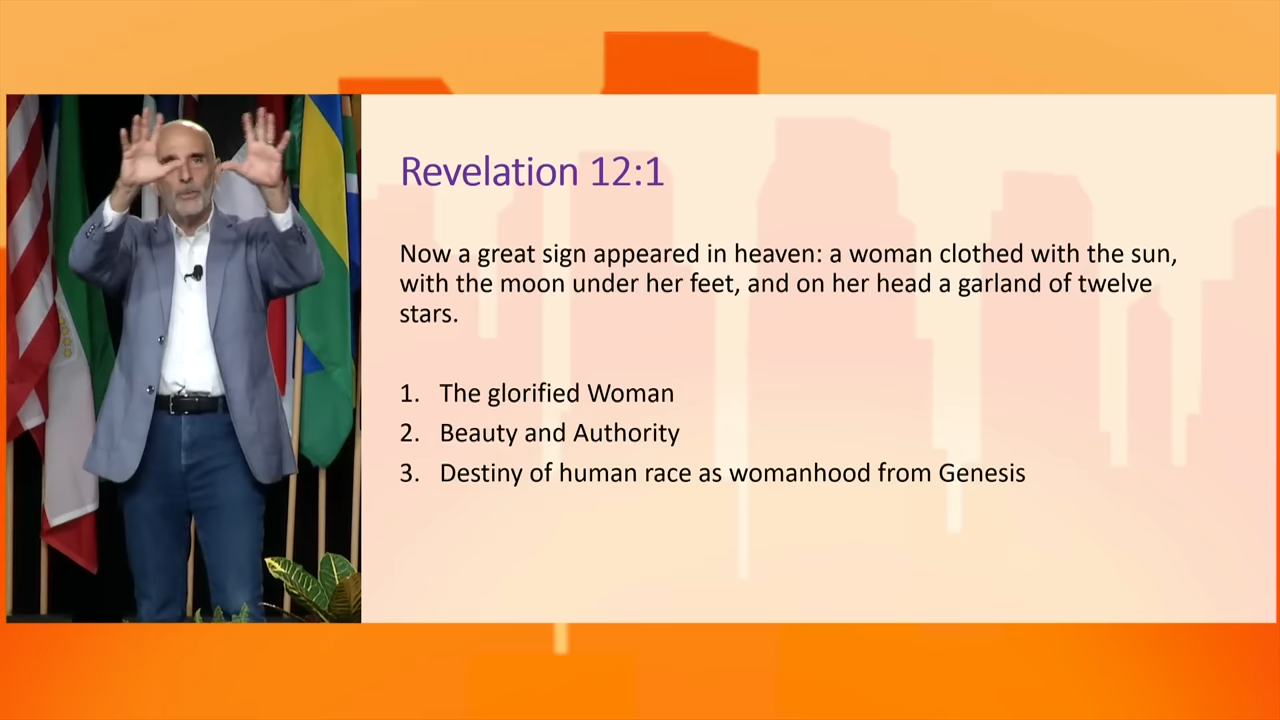 Revelation 12:1
Now a great sign appeared in heaven: a woman clothed with the sun,
with the moon under her feet, and on her head a garland of twelve
stars.
1. The glorified Woman
2. Beauty and Authority
3. Destiny of human race as womanhood from Genesis